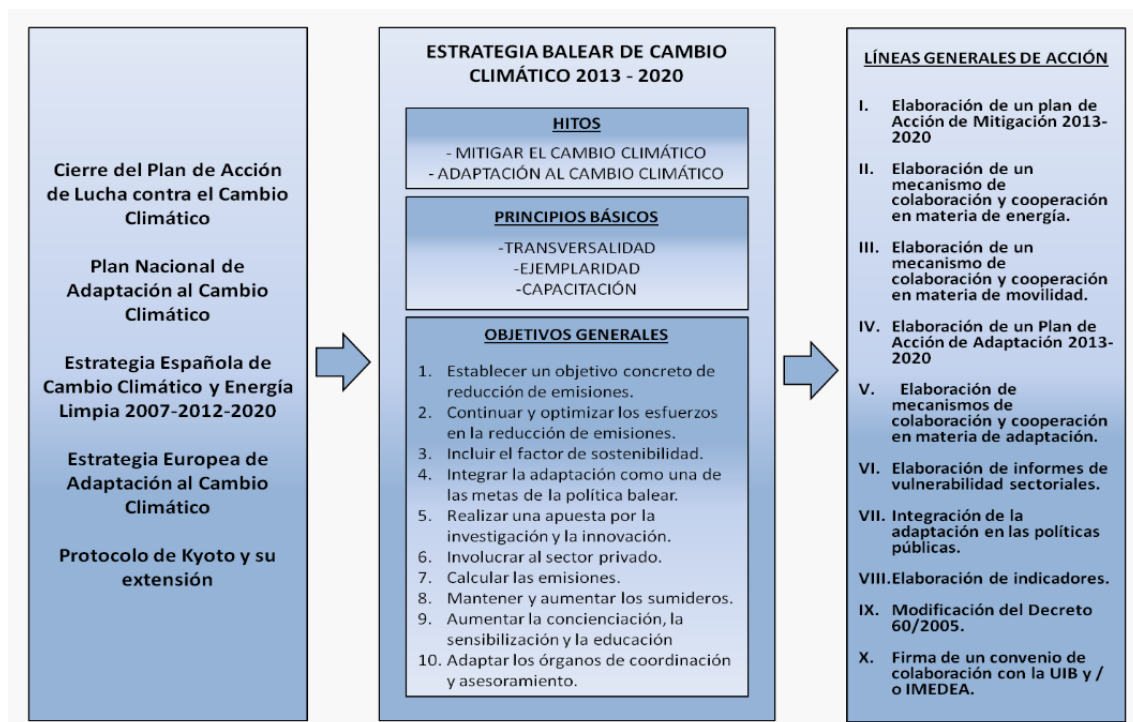 Cierre del Plan de Acción
de Lucha contra el Cambio
Climático
Plan Nacional de
Adaptación al Cambio
Climático
Estrategia Española de
Cambio Climático y Energía
Limpia 2007-2012-2020
Estrategia Europea de
Adaptación al Cambio
Climático
Protocolo de Kyoto y su
extensión
ESTRATEGIA BALEAR DE CAMBIO
CLIMÁTICO 2013 - 2020
HITOS
- MITIGAR EL CAMBIO CLIMÁTICO
- ADAPTACIÓN AL CAMBIO CLIMÁTICO
PRINCIPIOS BÁSICOS
-TRANSVERSALIDAD
-EJEMPLARIDAD
-CAPACITACIÓN
OBJETIVOS GENERALES
1. Establecer un objetivo concreto de
reducción de emisiones.
2. Continuar y optimizar los esfuerzos
en la reducción de emisiones.
3. Incluir el factor de sostenibilidad.
4. Integrar la adaptación como una de
las metas de la política balear.
5. Realizar una apuesta por la
investigación y la innovación.
6. Involucrar al sector privado.
7. Calcular las emisiones.
8. Mantener y aumentar los sumideros.
9. Aumentar la concienciación, la
sensibilización y la educación
10. Adaptar los órganos de coordinación
y asesoramiento.
LÍNEAS GENERALES DE ACCIÓN
I. Elaboración de un plan de
Acción de Mitigación 2013-
2020
II. Elaboración de un
mecanismo de
colaboración y cooperación
en materia de energía.
III. Elaboración de un
mecanismo de
colaboración y cooperación
en materia de movilidad.
IV. Elaboración de un Plan de
Acción de Adaptación 2013-
2020
V. Elaboración de
mecanismos de
colaboración y cooperación
en materia de adaptación.
VI. Elaboración de informes de
vulnerabilidad sectoriales.
VII. Integración de la
adaptación en las políticas
públicas.
VIII. Elaboración de indicadores.
IX. Modificación del Decreto
60/2005.
X. Firma de un convenio de
colaboración con la UIB y /
o IMEDEA.